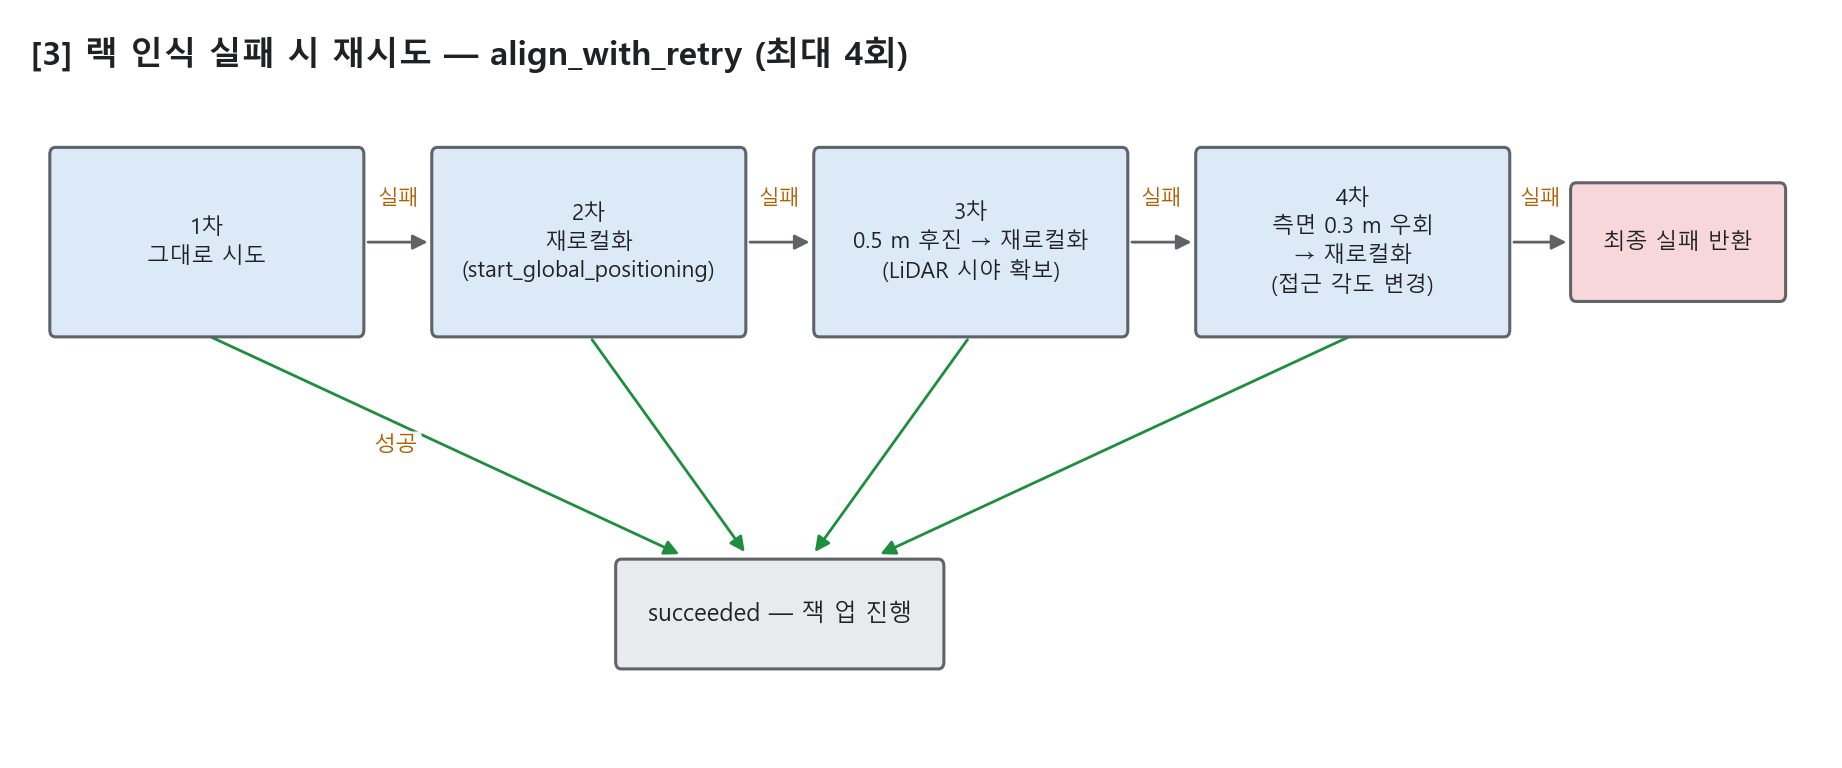 [3] 랙 인식 실패 시 재시도 — align_with_retry (최대 4회)
1차
그대로 시도
실패
2차
재로컬화
(start_global_positioning)
실패
3차
0.5 m 후진 → 재로컬화
(LiDAR 시야 확보)
실패
4차
측면 0.3 m 우회
→ 재로컬화
(접근 각도 변경)
실패
최종 실패 반환
성공
succeeded — 잭 업 진행